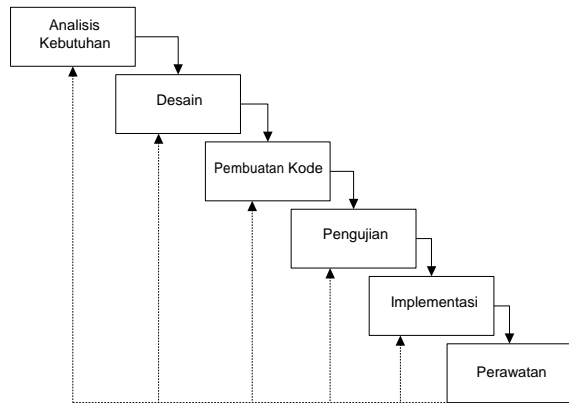 Analisis
Kebutuhan
Desain
Pembuatan Kode
Pengujian
Implementasi
Perawatan